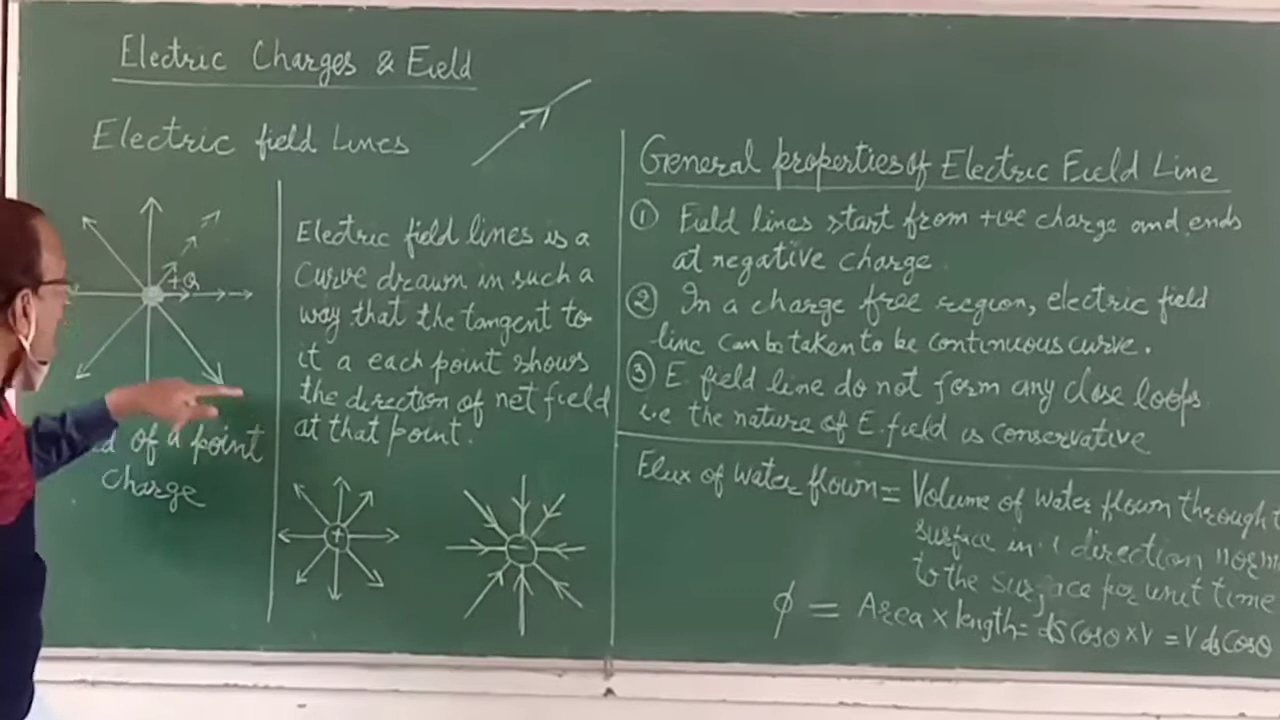 Electric Charges & Field
Electric field Lines
+Q
of a point
charge
Electric field lines is a
curve drawn in such a
way that the tangent to
it a each point shows
the direction of net field
at that point.
+
-
General properties of Electric Field Line
① Field lines start from +ve charge and ends
at negative charge
② In a charge free region, electric field
line can be taken to be continuous curve.
③ E field line do not form any close loops
i.e the nature of E. field is conservative
Flux of water flown = Volume of water flown through
surface in direction
to the surface per unit time
ϕ = Area × length = ds Cosθ × V = V ds Cosθ